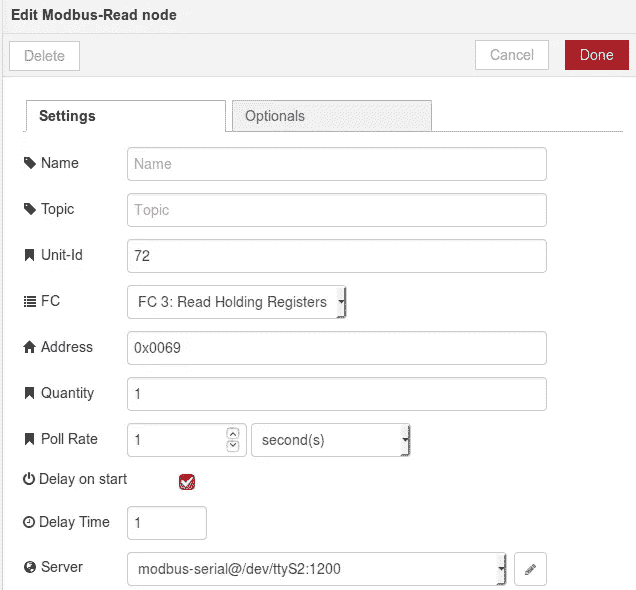 Edit Modbus-Read node
Delete Cancel Done
Settings Optionals
Name Name
Topic Topic
Unit-Id 72
FC FC 3: Read Holding Registers
Address 0x0069
Quantity 1
Poll Rate 1 second(s)
Delay on start
Delay Time 1
Server modbus-serial@/dev/ttyS2:1200